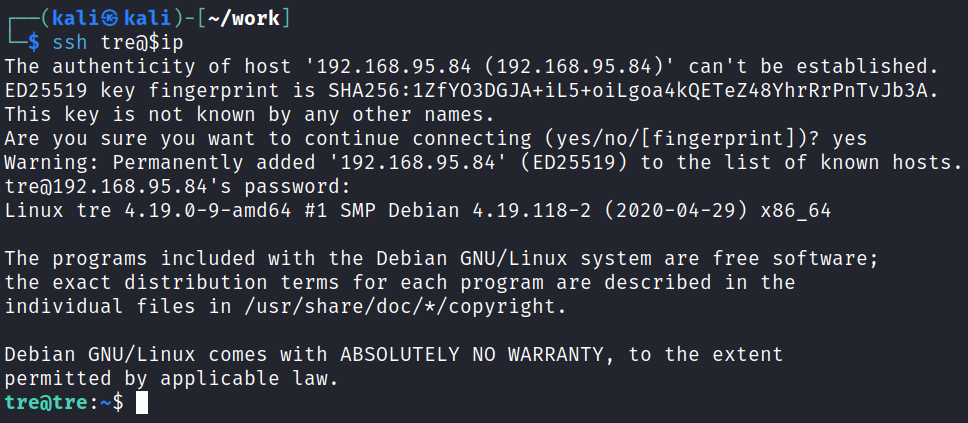 ┌──(kali㉿kali)-[~/work]
└─$ ssh tre@$ip
The authenticity of host '192.168.95.84 (192.168.95.84)' can't be established.
ED25519 key fingerprint is SHA256:1ZfYO3DGJA+iL5+oiLgoa4kQETeZ48YhrRrPnTvJb3A.
This key is not known by any other names.
Are you sure you want to continue connecting (yes/no/[fingerprint])? yes
Warning: Permanently added '192.168.95.84' (ED25519) to the list of known hosts.
tre@192.168.95.84's password:
Linux tre 4.19.0-9-amd64 #1 SMP Debian 4.19.118-2 (2020-04-29) x86_64

The programs included with the Debian GNU/Linux system are free software;
the exact distribution terms for each program are described in the
individual files in /usr/share/doc/*/copyright.

Debian GNU/Linux comes with ABSOLUTELY NO WARRANTY, to the extent
permitted by applicable law.
tre@tre:~$